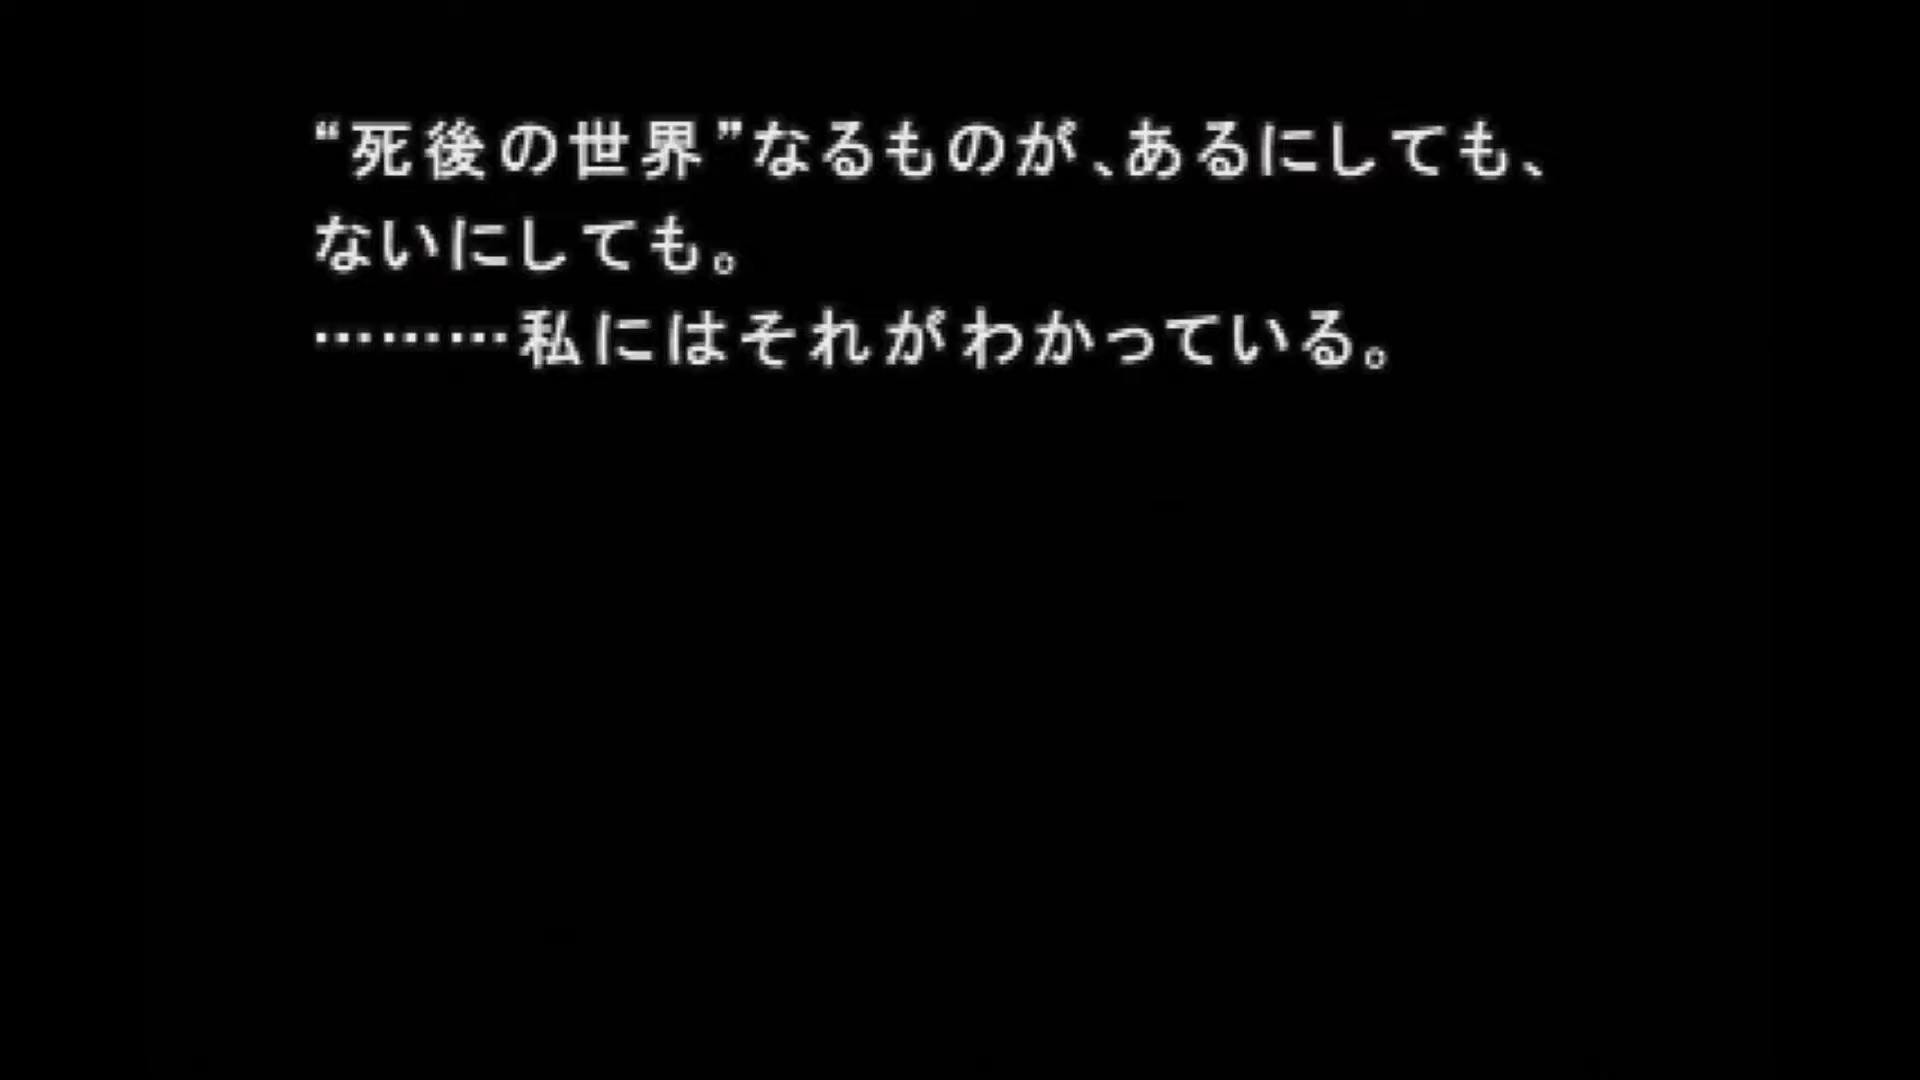 “死後の世界”なるものが、あるにしても、
ないにしても。
………私にはそれがわかっている。